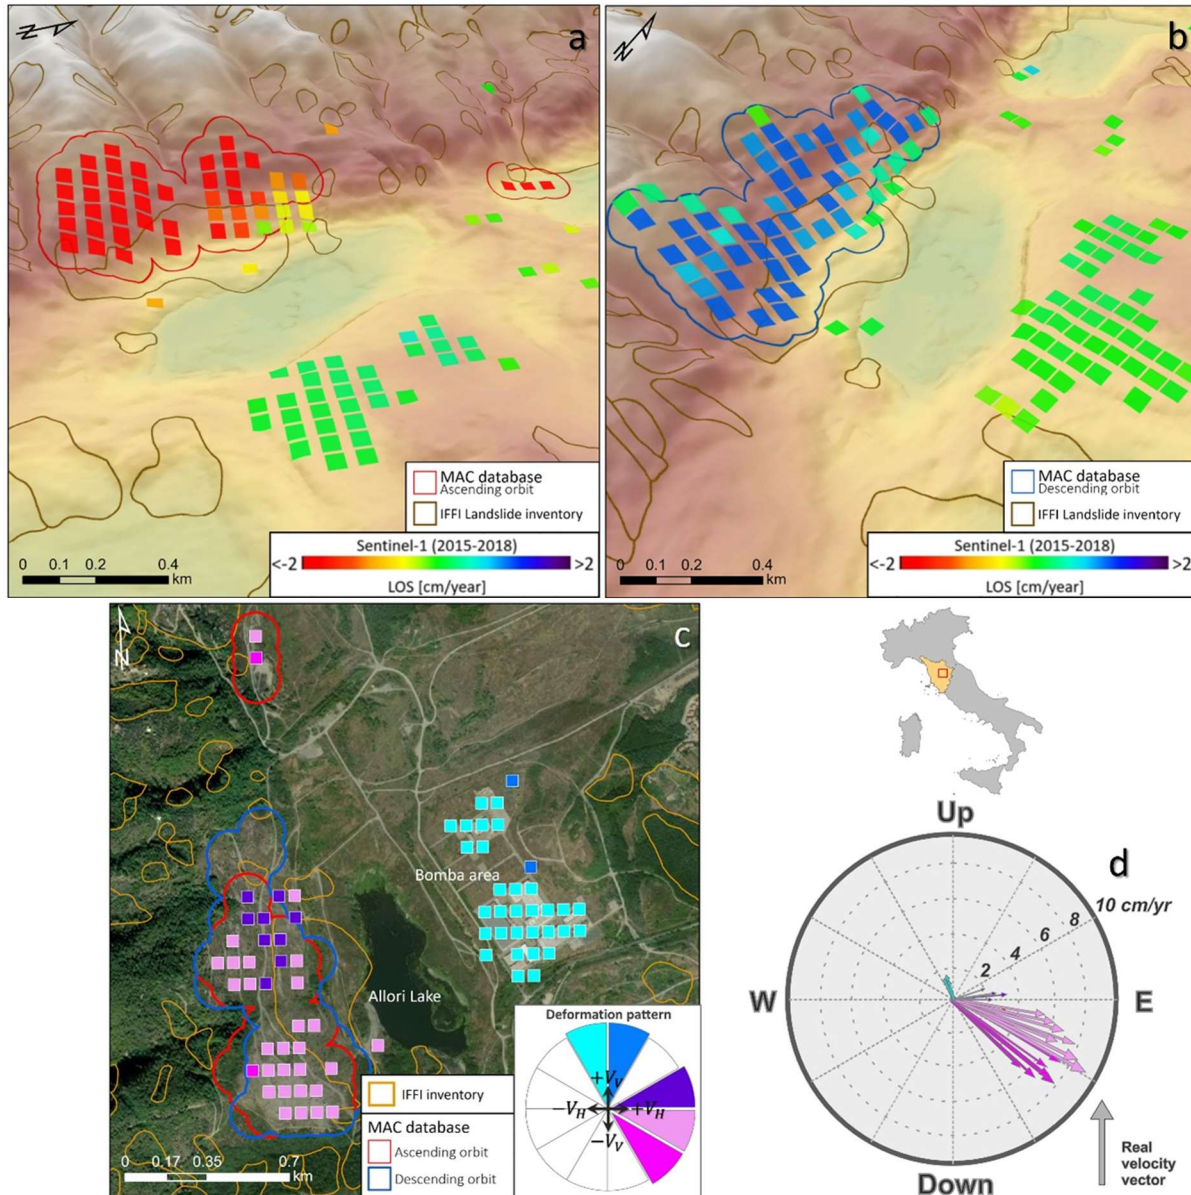 N
a
N
b
MAC database
Ascending orbit
IFFI Landslide inventory
Sentinel-1 (2015-2018)
<-2
>2
LOS [cm/year]
0 0.1 0.2 0.4
km
MAC database
Descending orbit
IFFI Landslide inventory
Sentinel-1 (2015-2018)
<-2
>2
LOS [cm/year]
0 0.1 0.2 0.4
km
N
c
Bomba area
Allori Lake
Deformation pattern
+VV
-VH
+VH
-VV
IFFI inventory
MAC database
Ascending orbit
Descending orbit
0 0.17 0.35 0.7
km
Up
d
10 cm/yr
8
6
4
2
W
E
Down
Real
velocity
vector